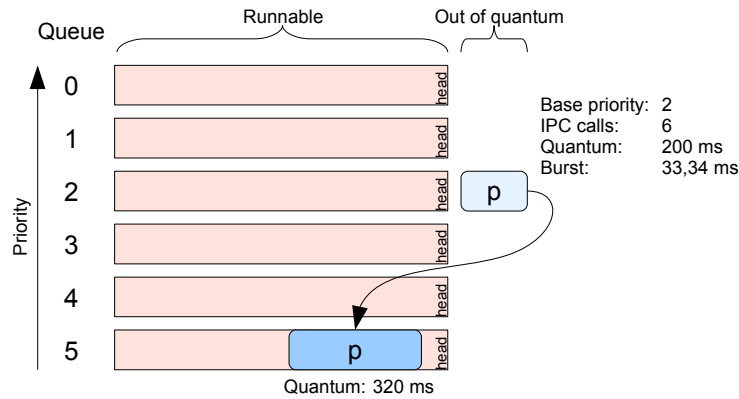 Runnable
Out of quantum
Queue
0
head
1
head
2
head
p
3
head
4
head
5
p
head
Priority
Base priority: 2
IPC calls: 6
Quantum: 200 ms
Burst: 33,34 ms
Quantum: 320 ms